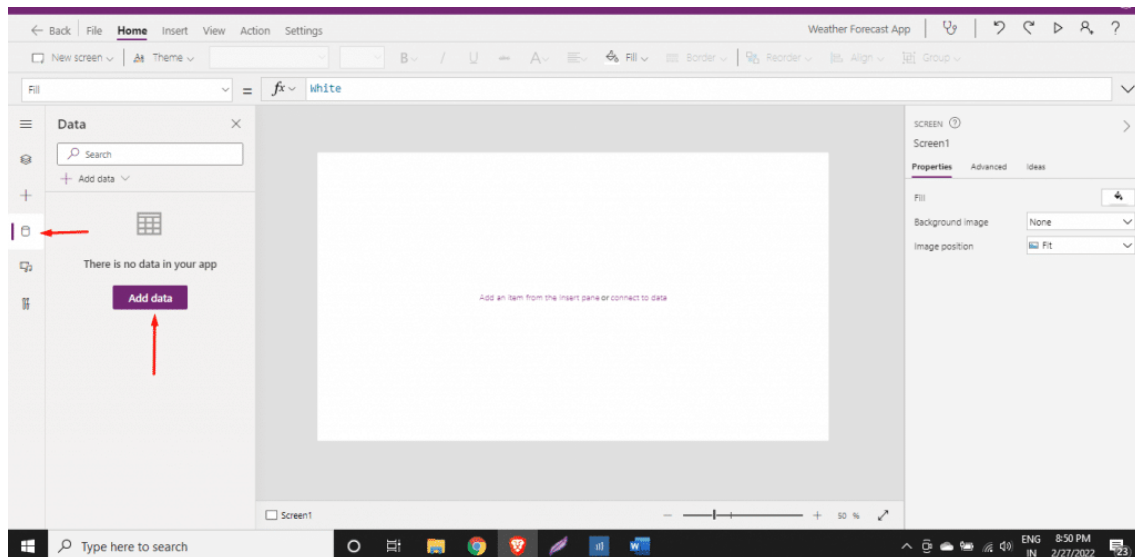 Back File Home Insert View Action Settings Weather Forecast App
New screen Theme B / U abc A Fill Border Reorder Align Group
Fill = fx White
Data
Search
Add data
There is no data in your app
Add data
Add an item from the insert pane or connect to data
SCREEN
Screen1
Properties Advanced Ideas
Fill
Background image None
Image position Fit
Screen1 50 %
Type here to search
ENG 8:50 PM
IN 2/27/2022 23